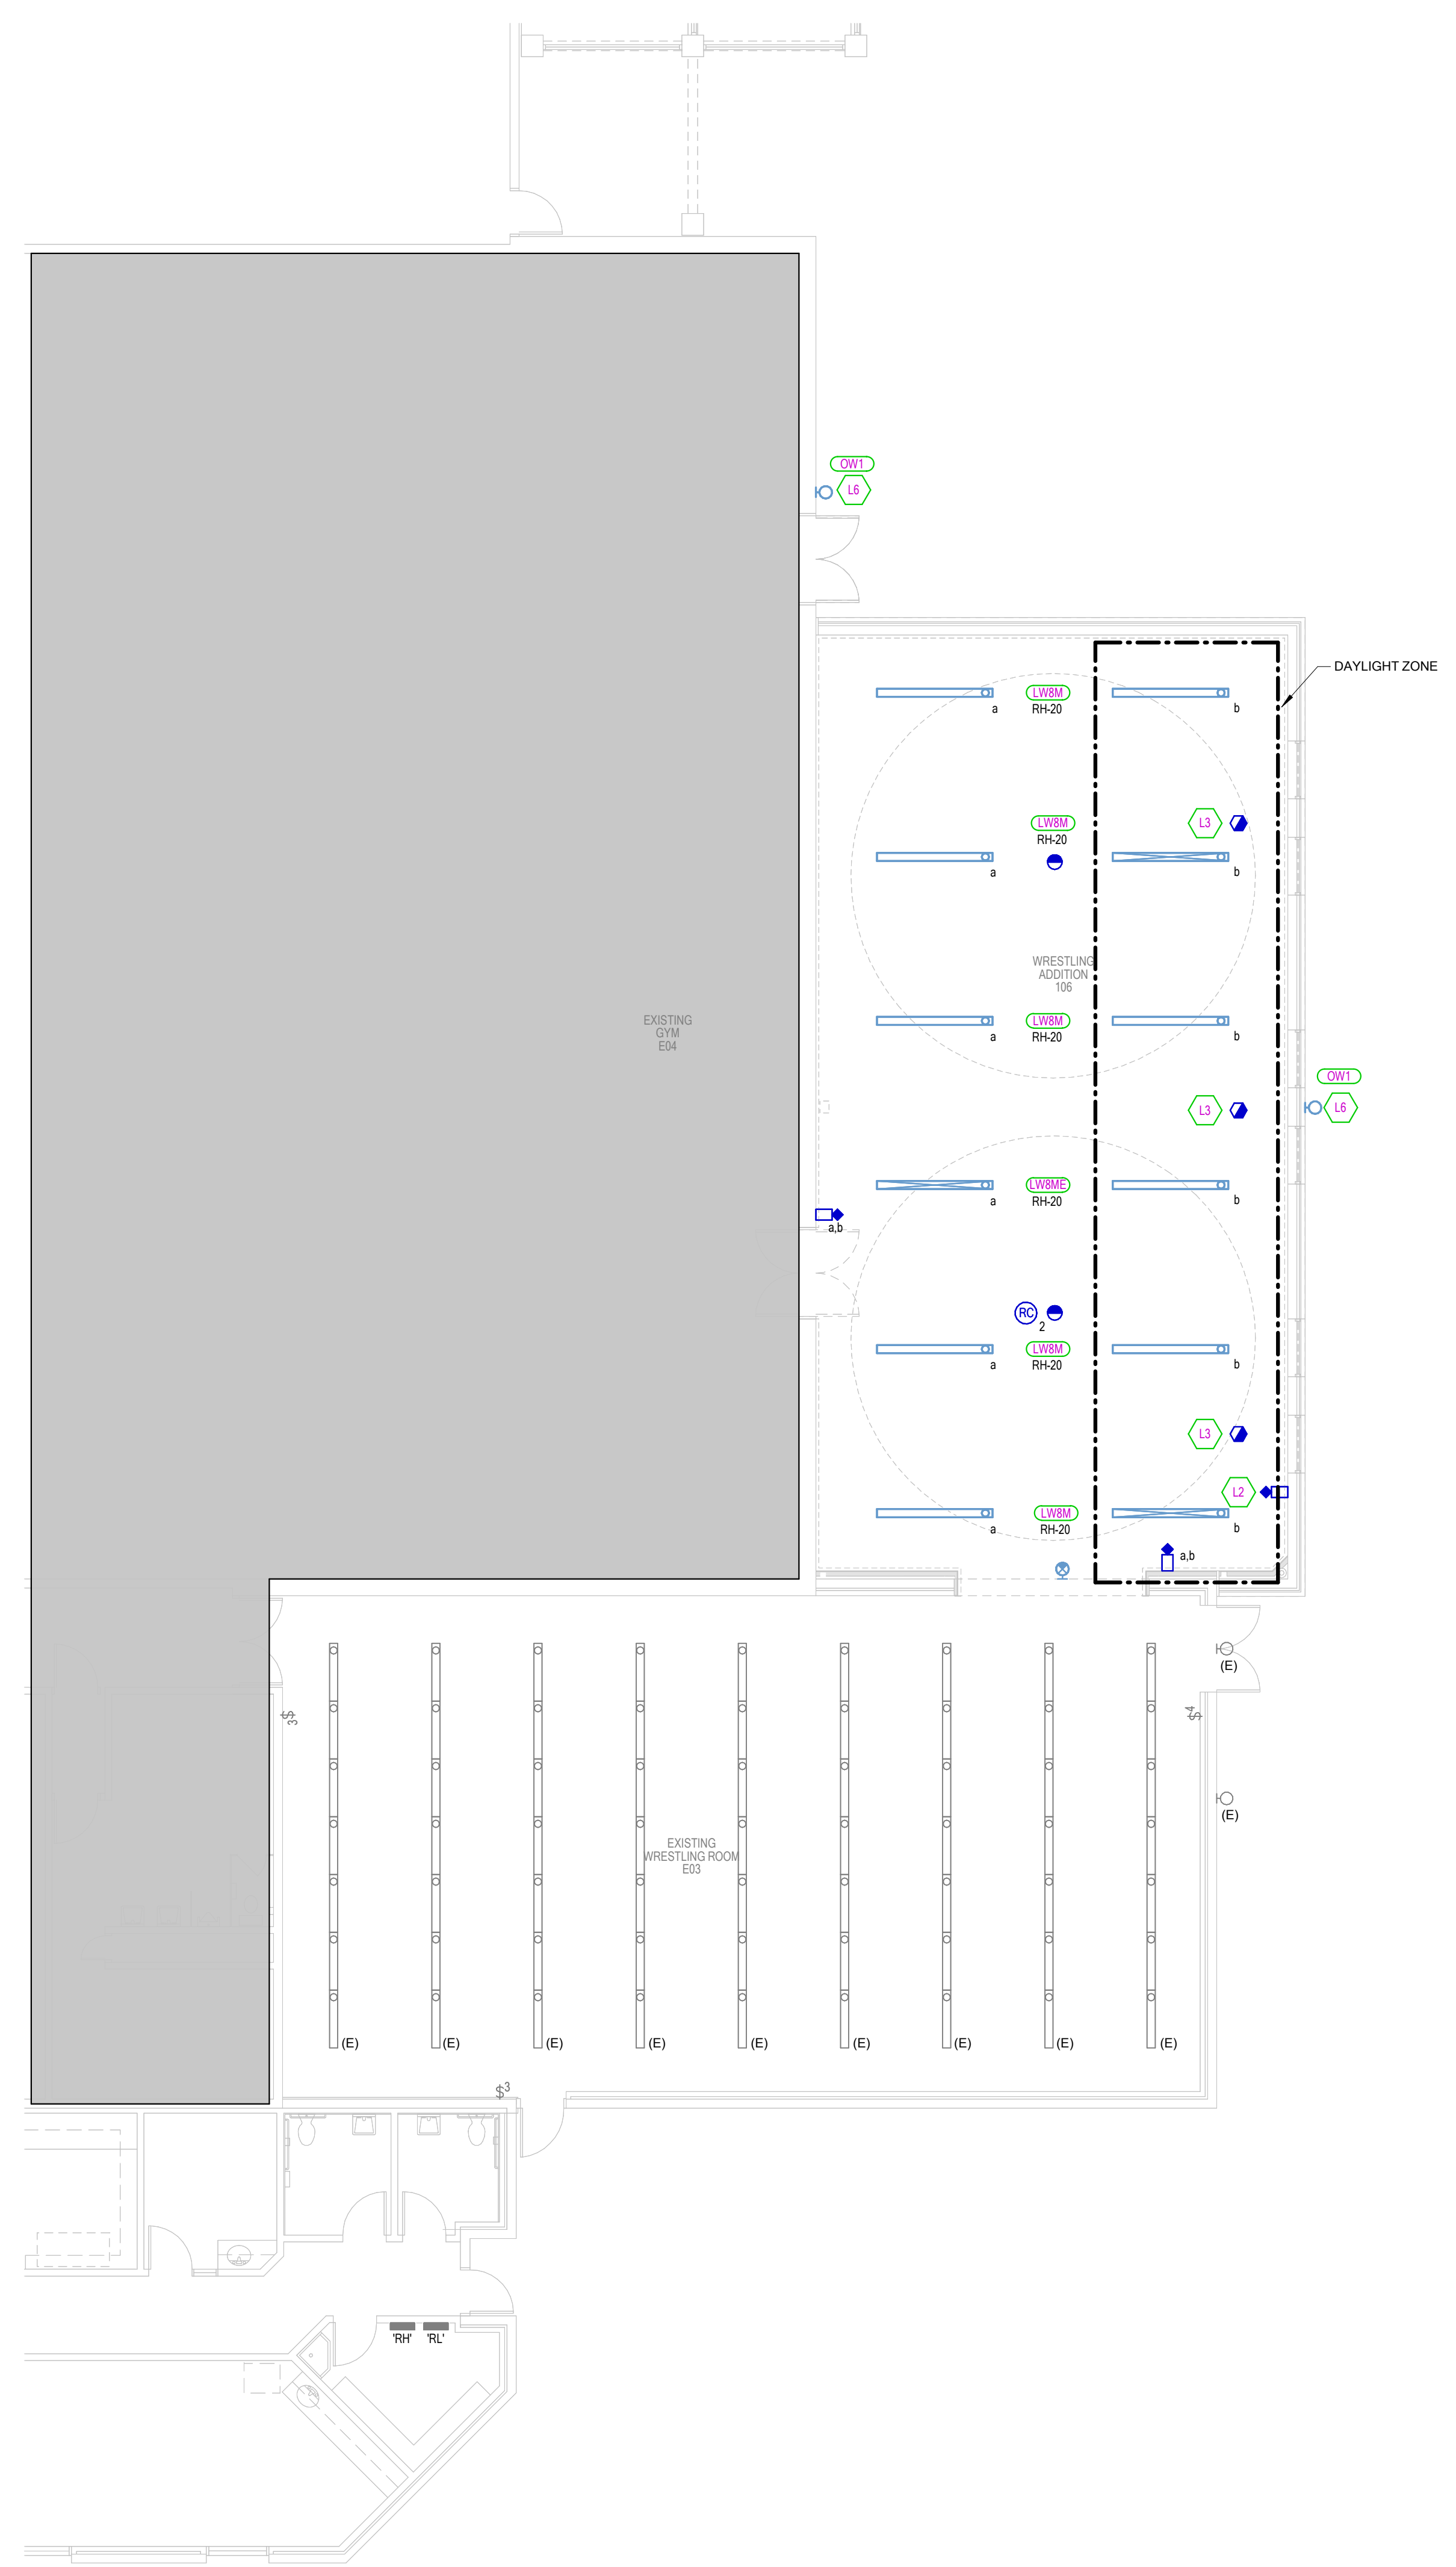 OW1
L6
DAYLIGHT ZONE
LW8M
RH-20
a
b
LW8M
RH-20
L3
a
b
WRESTLING
ADDITION
106
EXISTING
GYM
E04
LW8M
RH-20
a
b
OW1
L6
L3
LW8ME
RH-20
a
b
a,b
RC
2
LW8M
RH-20
a
b
L3
L2
LW8M
RH-20
a
b
a,b
(E)
$3
$4
(E)
EXISTING
WRESTLING ROOM
E03
(E) (E) (E) (E) (E) (E) (E) (E) (E)
$3
'RH' 'RL'